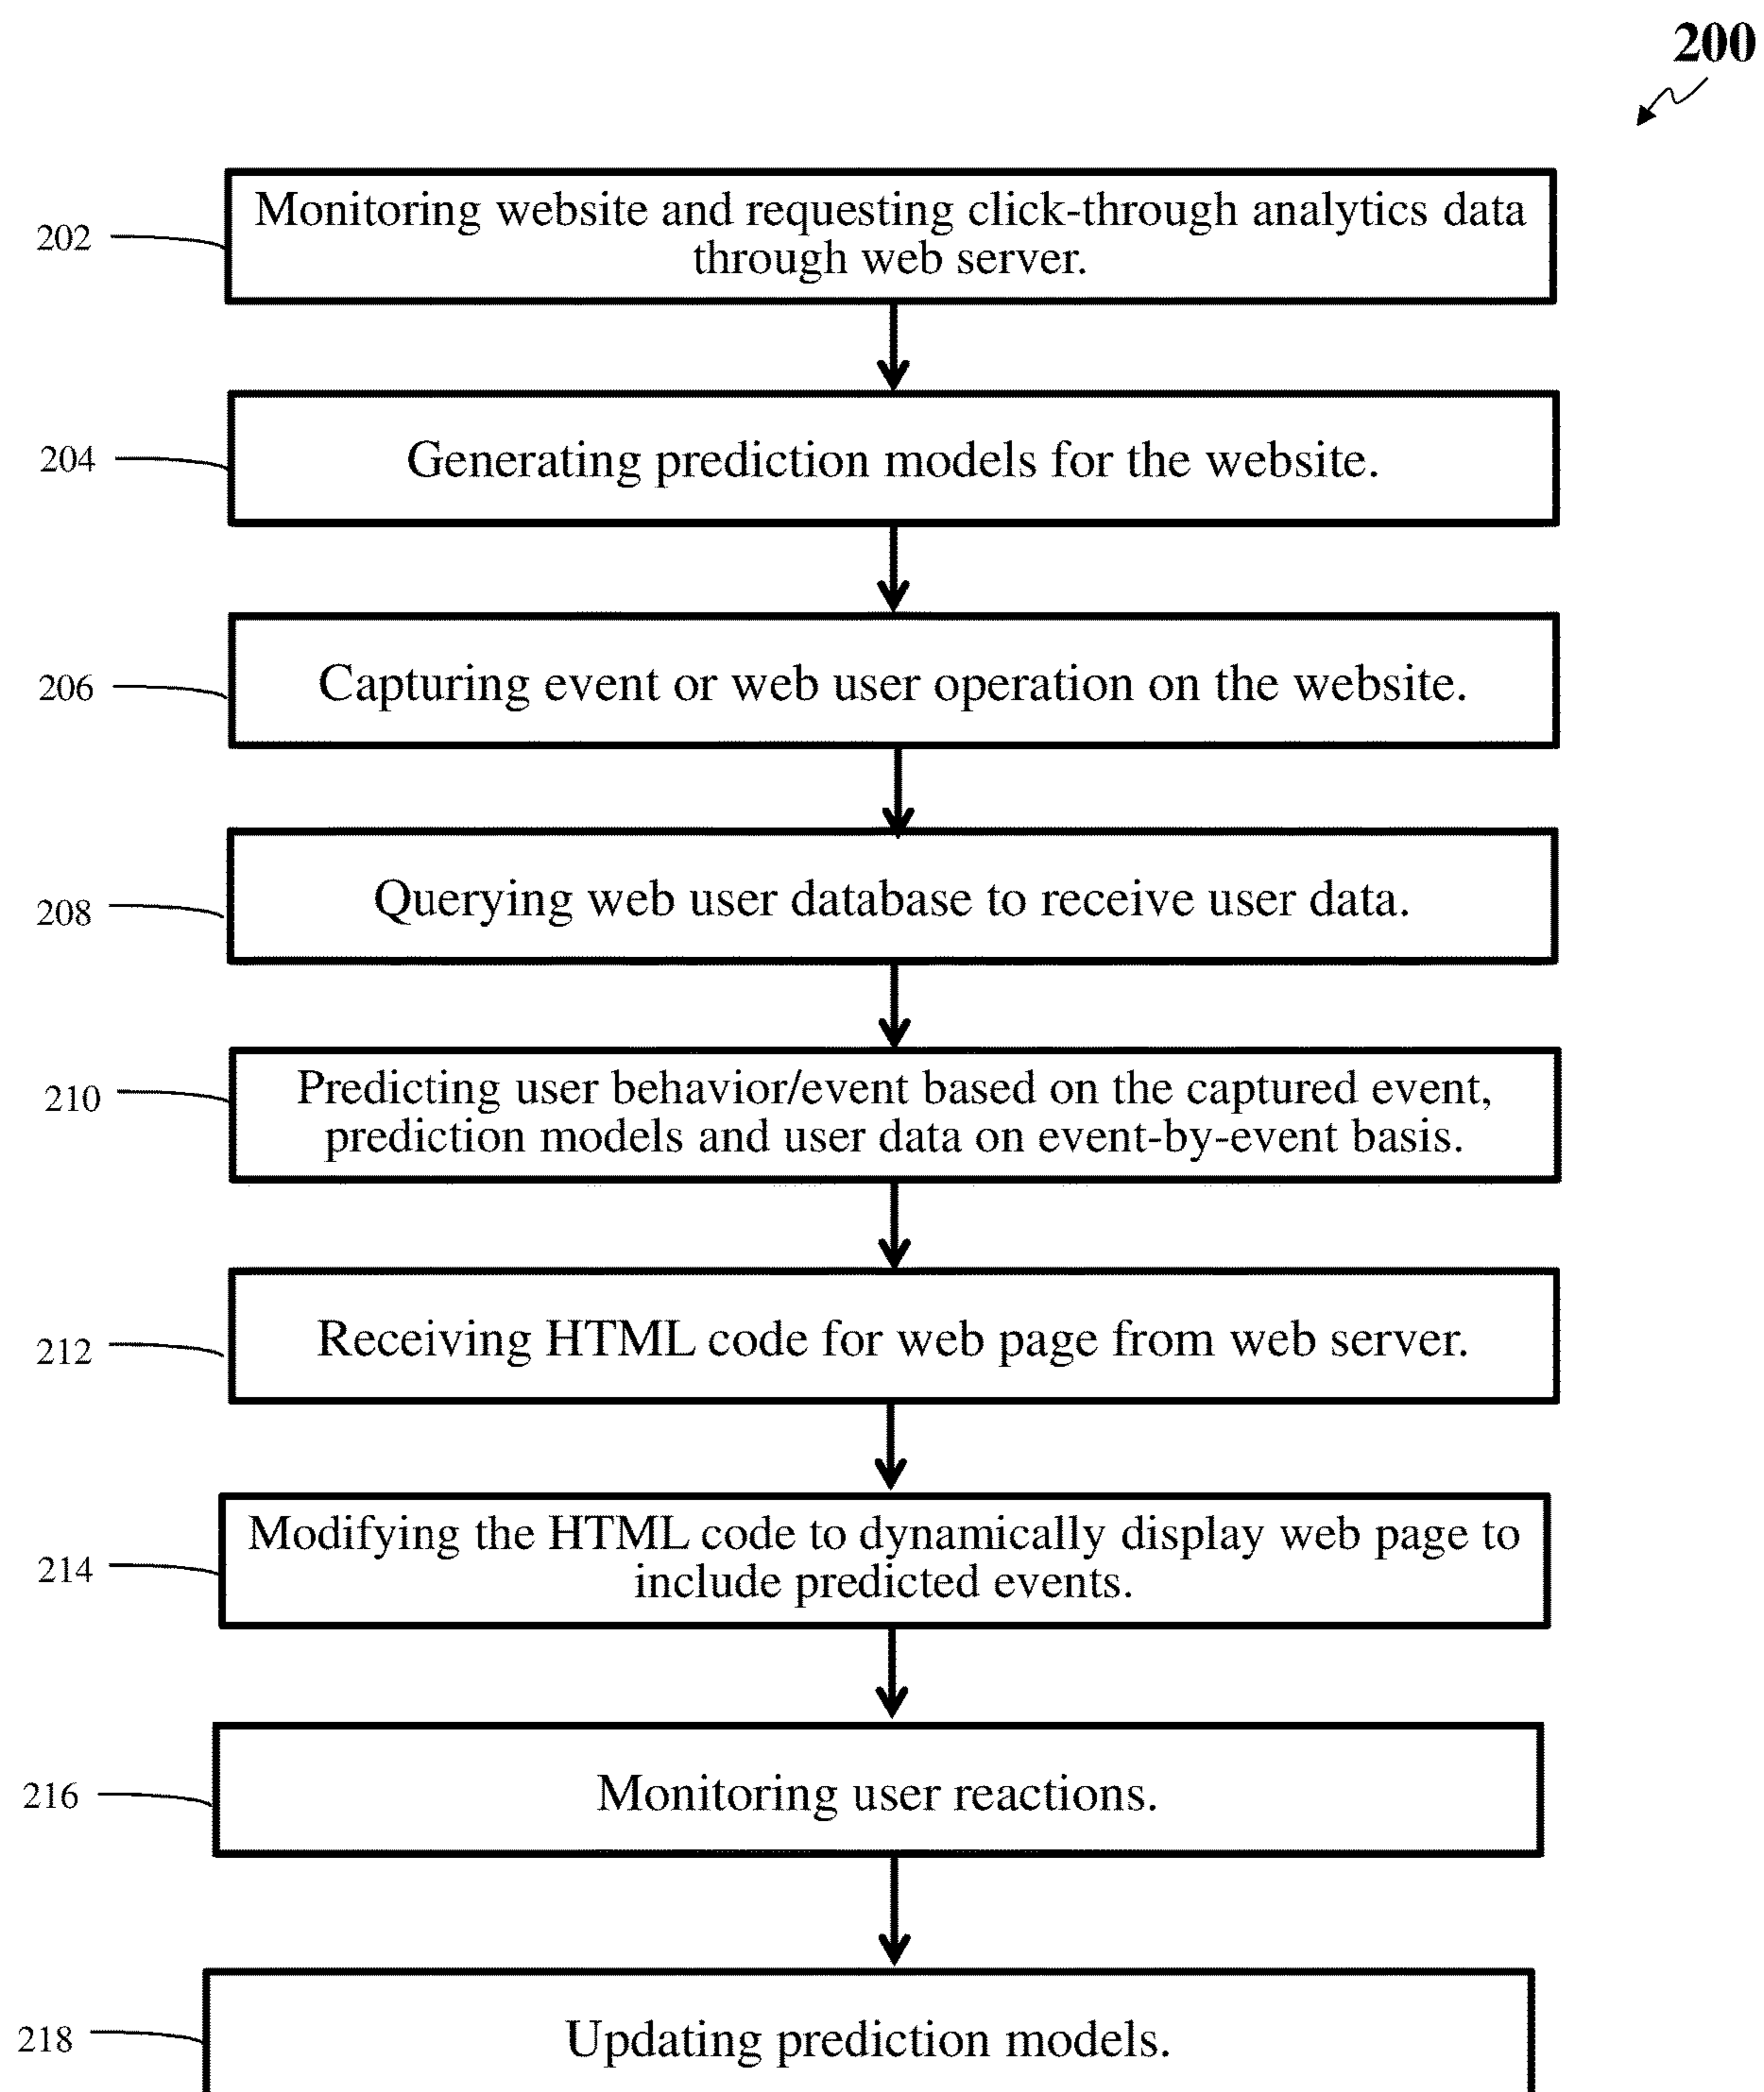 200
202
Monitoring website and requesting click-through analytics data
through web server.
204
Generating prediction models for the website.
206
Capturing event or web user operation on the website.
208
Querying web user database to receive user data.
210
Predicting user behavior/event based on the captured event,
prediction models and user data on event-by-event basis.
212
Receiving HTML code for web page from web server.
214
Modifying the HTML code to dynamically display web page to
include predicted events.
216
Monitoring user reactions.
218
Updating prediction models.